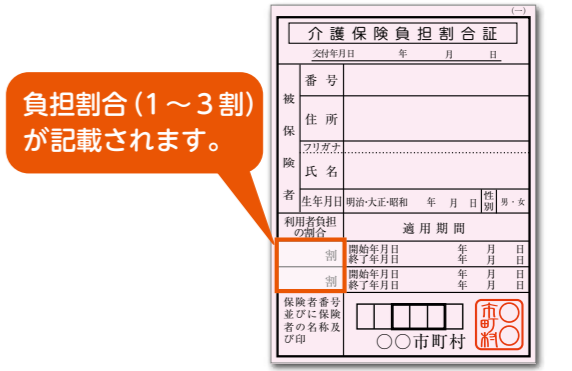 (一)
介護保険負担割合証
交付年月日 年 月 日
負担割合(1～3割)
が記載されます。
被保険者
番号
住所
フリガナ
氏名
生年月日 明治・大正・昭和 年 月 日 性別 男・女
利用者負担
の割合
適用期間
割 開始年月日 年 月 日
終了年月日 年 月 日
割 開始年月日 年 月 日
終了年月日 年 月 日
保険者番号
並びに保険
者の名称及
び印
○○市町村
市町村○○